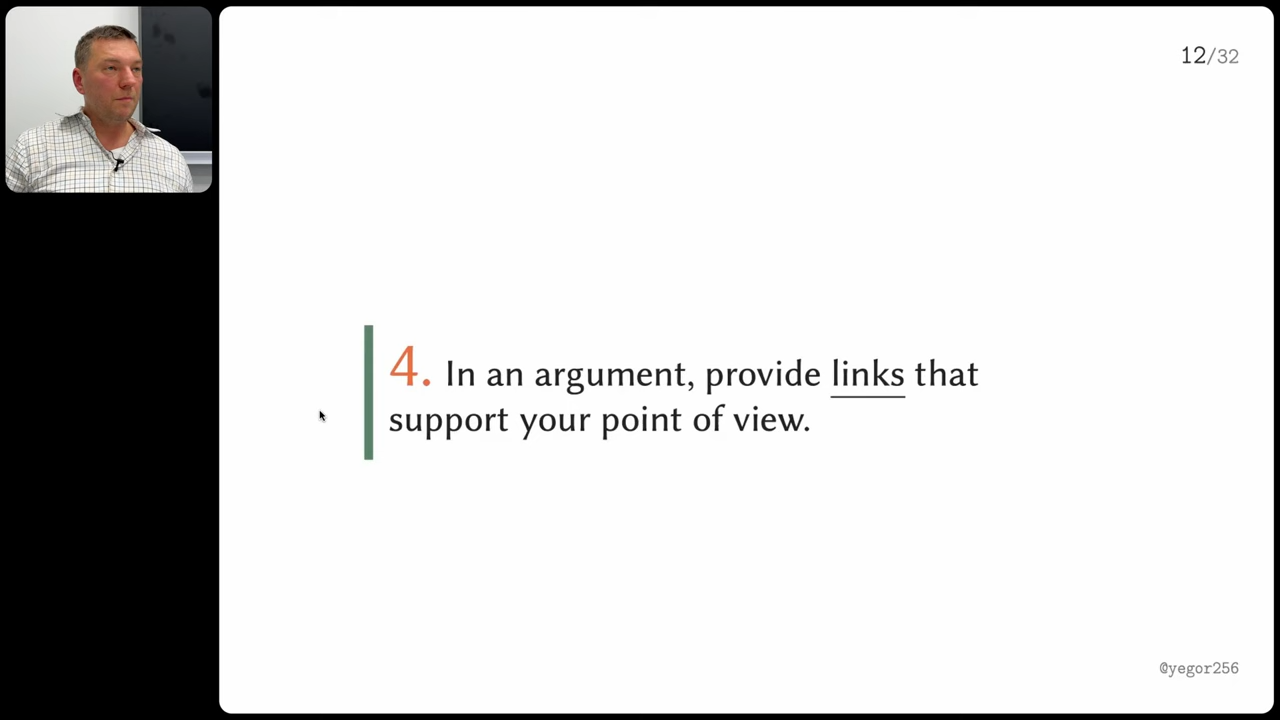 12/32
4. In an argument, provide links that
support your point of view.
@yegor256